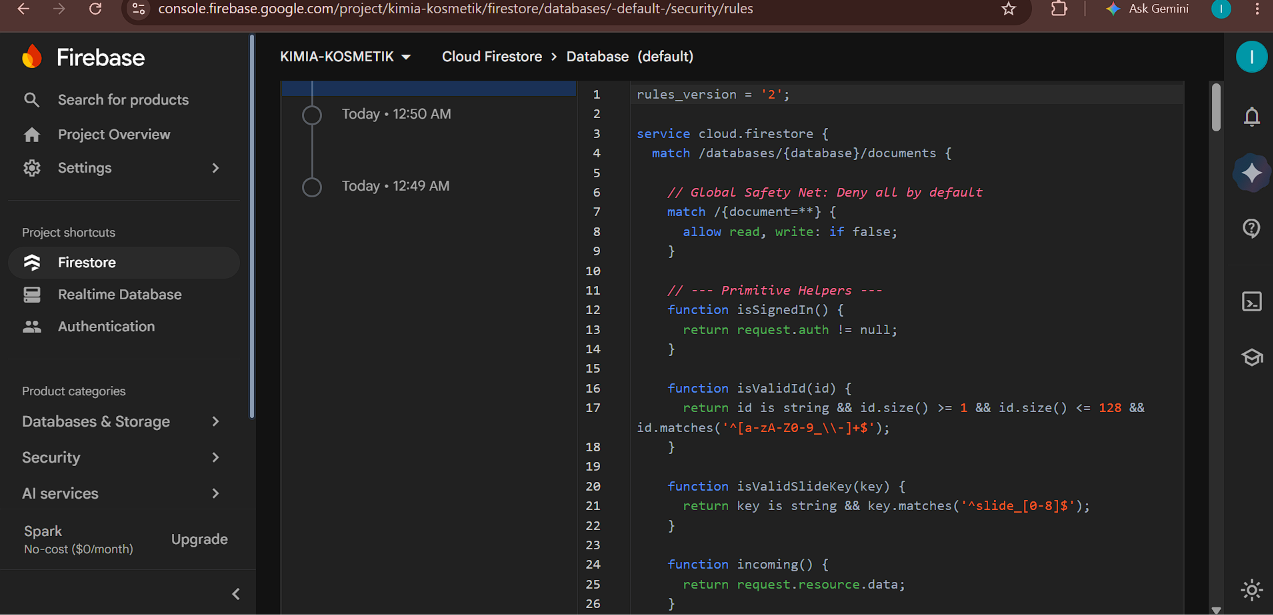 console.firebase.google.com/project/kimia-kosmetik/firestore/databases/-default-/security/rules
Ask Gemini
I
Firebase
Search for products
Project Overview
Settings
Project shortcuts
Firestore
Realtime Database
Authentication
Product categories
Databases & Storage
Security
AI services
Spark
No-cost ($0/month)
Upgrade
KIMIA-KOSMETIK
Cloud Firestore > Database (default)
Today • 12:50 AM
Today • 12:49 AM
1 rules_version = '2';
2
3 service cloud.firestore {
4 match /databases/{database}/documents {
5
6 // Global Safety Net: Deny all by default
7 match /{document=**} {
8 allow read, write: if false;
9 }
10
11 // --- Primitive Helpers ---
12 function isSignedIn() {
13 return request.auth != null;
14 }
15
16 function isValidId(id) {
17 return id is string && id.size() >= 1 && id.size() <= 128 &&
id.matches('^[a-zA-Z0-9_\\-]+$');
18 }
19
20 function isValidSlideKey(key) {
21 return key is string && key.matches('^slide_[0-8]$');
22 }
23
24 function incoming() {
25 return request.resource.data;
26 }
I